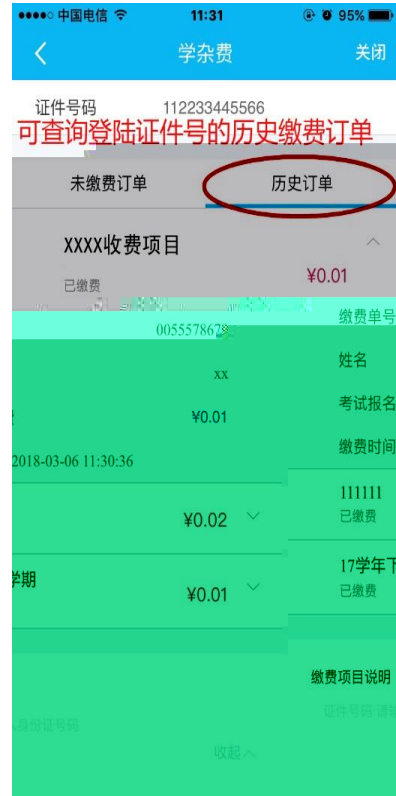 中国电信 11:31 95%
学杂费 关闭
证件号码 112233445566
可查询登陆证件号的历史缴费订单
未缴费订单 历史订单
XXXX收费项目
已缴费 ¥0.01
缴费单号
0055578678
姓名
xx
考试报名
¥0.01
缴费时间
2018-03-06 11:30:36
111111
已缴费
¥0.02
17学年下
学期
已缴费
¥0.01
缴费项目说明
证件号码 请输
入身份证号码
收起